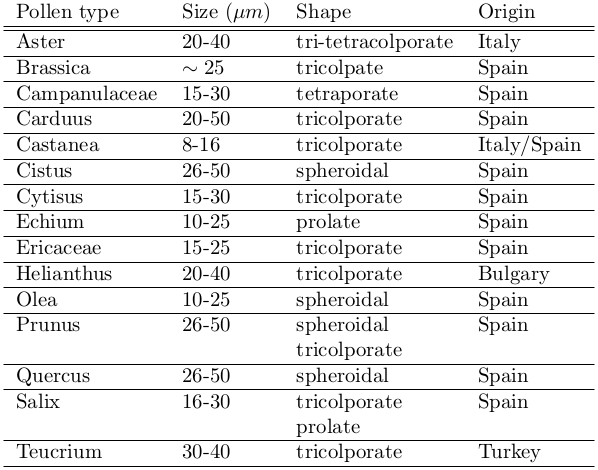 Pollen type Size (μm) Shape Origin
Aster 20-40 tri-tetracolporate Italy
Brassica ∼ 25 tricolpate Spain
Campanulaceae 15-30 tetraporate Spain
Carduus 20-50 tricolporate Spain
Castanea 8-16 tricolporate Italy/Spain
Cistus 26-50 spheroidal Spain
Cytisus 15-30 tricolporate Spain
Echium 10-25 prolate Spain
Ericaceae 15-25 tricolporate Spain
Helianthus 20-40 tricolporate Bulgary
Olea 10-25 spheroidal Spain
Prunus 26-50 spheroidal Spain
tricolporate
Quercus 26-50 spheroidal Spain
Salix 16-30 tricolporate Spain
prolate
Teucrium 30-40 tricolporate Turkey